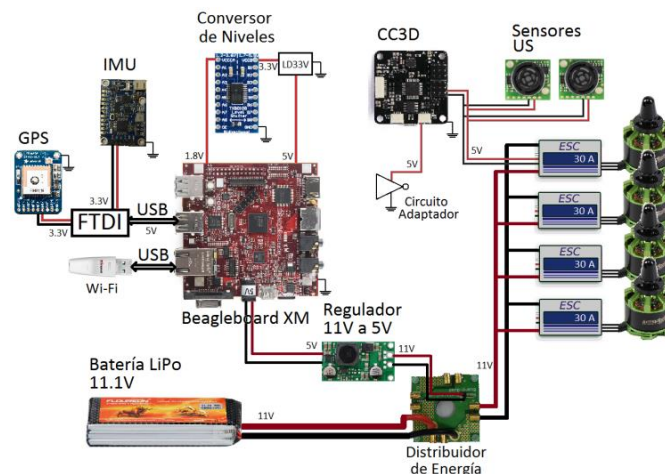 Conversor
de Niveles
3.3V
LD33V
CC3D
Sensores
US
IMU
GPS
1.8V
5V
5V
5V
ESC
30 A
ESC
30 A
ESC
30 A
ESC
30 A
3.3V
FTDI
3.3V
USB
5V
USB
Wi-Fi
Circuito
Adaptador
5V
Beagleboard XM
Regulador
11V a 5V
5V
11V
11V
Batería LiPo
11.1V
FLOUREON
11V
Distribuidor
de Energía